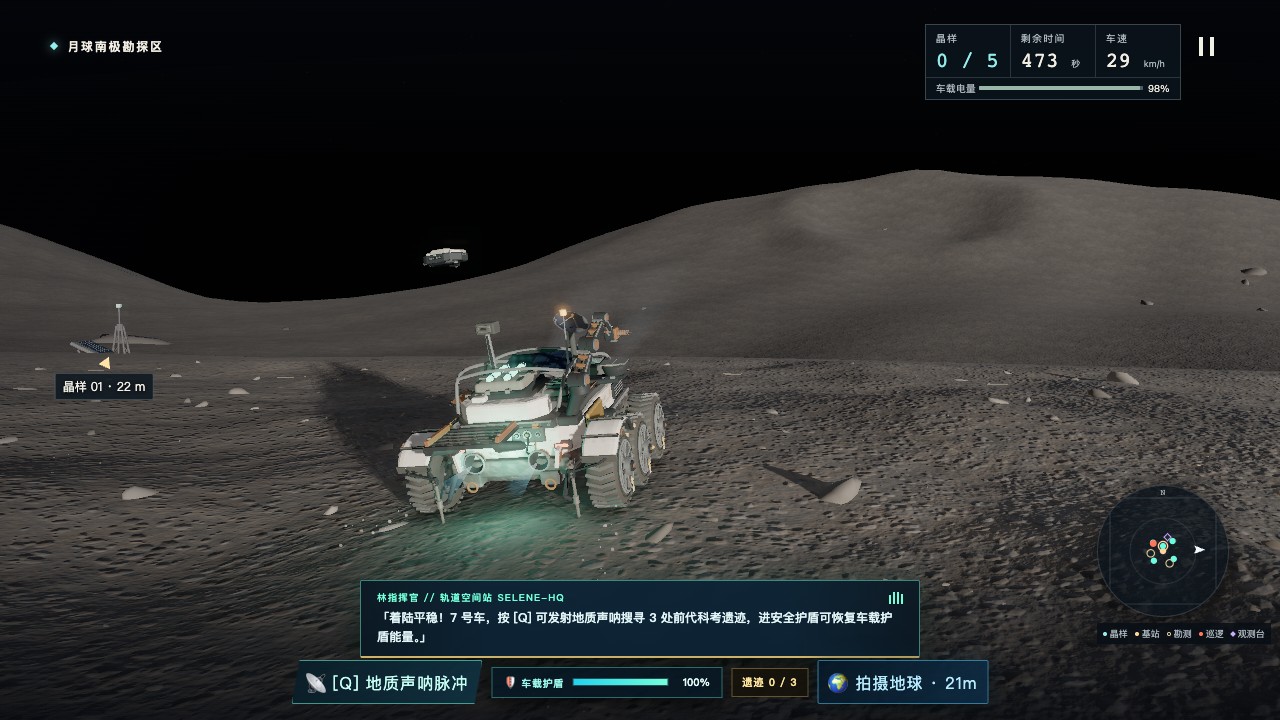 月球南极勘探区
晶样
0 / 5
剩余时间
473 秒
车速
29 km/h
车载电量 98%
晶样 01 · 22 m
N
林指挥官 // 轨道空间站 SELENE-HQ
「着陆平稳！7 号车，按 [Q] 可发射地质声呐搜寻 3 处前代科考遗迹，进安全护盾可恢复车载护
盾能量。」
晶样 基站 勘测 巡逻 观测台
[Q] 地质声呐脉冲
车载护盾 100%
遗迹 0 / 3
拍摄地球 · 21m